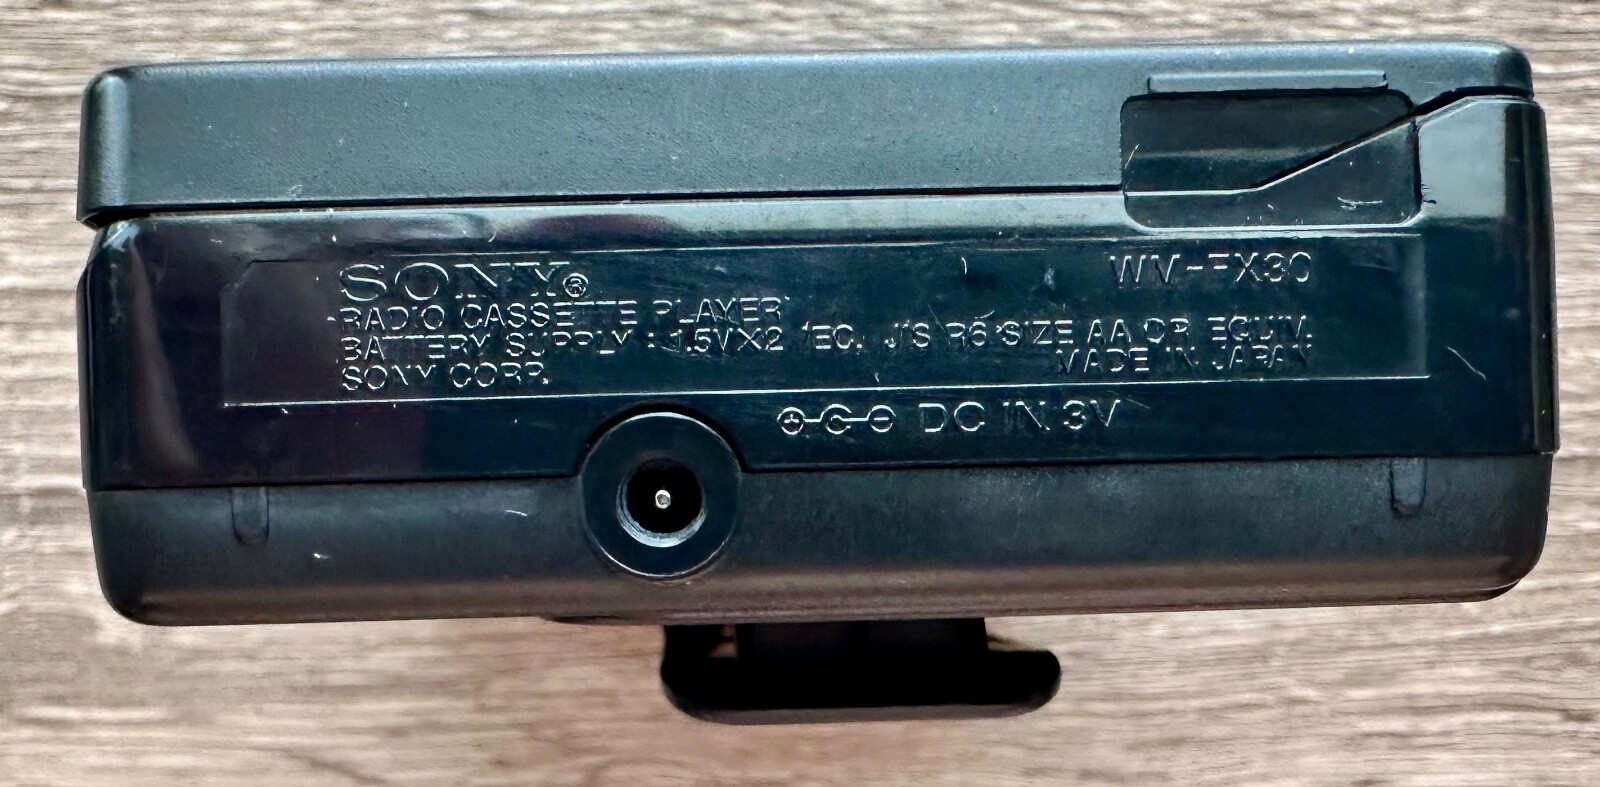 SONY®
WM-FX30
RADIO CASSETTE PLAYER
BATTERY SUPPLY : 1.5V×2 IEC, JIS R6 SIZE AA OR EQUIV.
SONY CORP.
MADE IN JAPAN
DC IN 3V